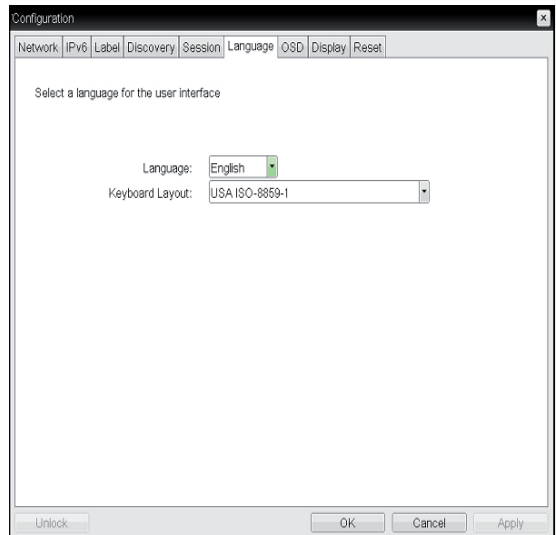 Configuration
Network IPv6 Label Discovery Session Language OSD Display Reset
Select a language for the user interface
Language: English
Keyboard Layout: USA ISO-8859-1
Unlock OK Cancel Apply